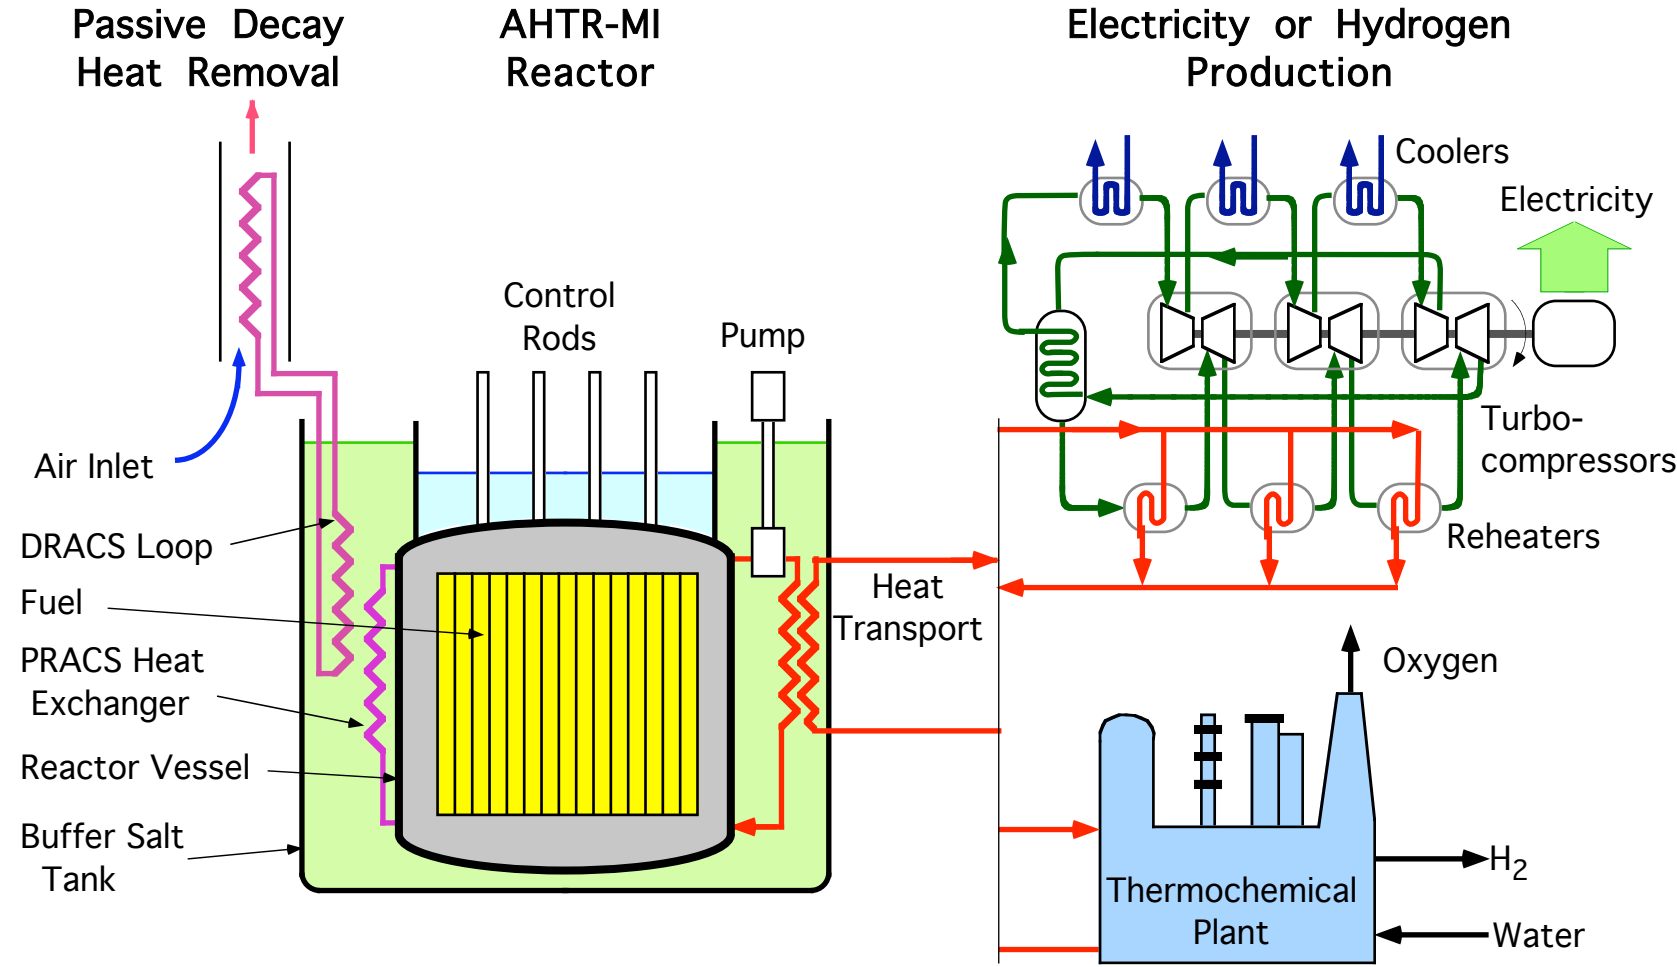 Passive Decay
Heat Removal
AHTR-MI
Reactor
Electricity or Hydrogen
Production
Coolers
Electricity
Control
Rods
Pump
Air Inlet
DRACS Loop
Fuel
PRACS Heat
Exchanger
Reactor Vessel
Buffer Salt
Tank
Heat
Transport
Turbo-
compressors
Reheaters
Oxygen
H2
Thermochemical
Plant
Water